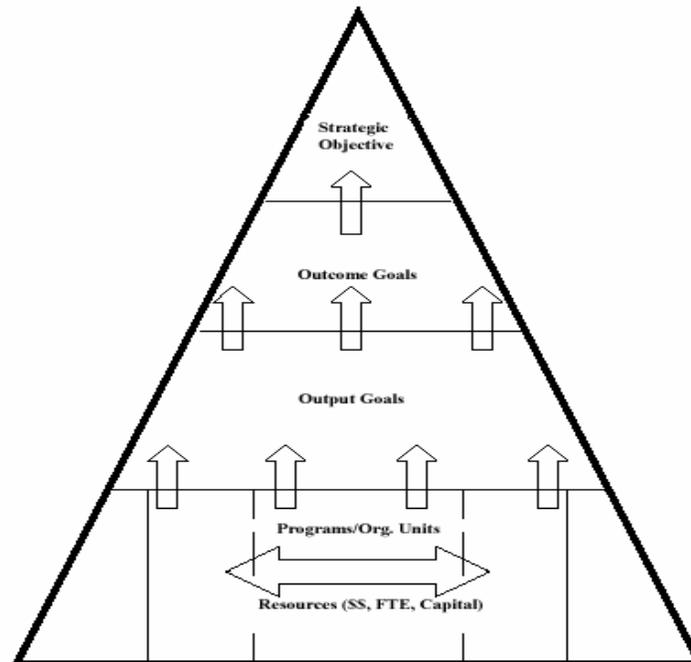 Strategic
Objective
Outcome Goals
Output Goals
Programs/Org. Units
Resources (SS, FTE, Capital)